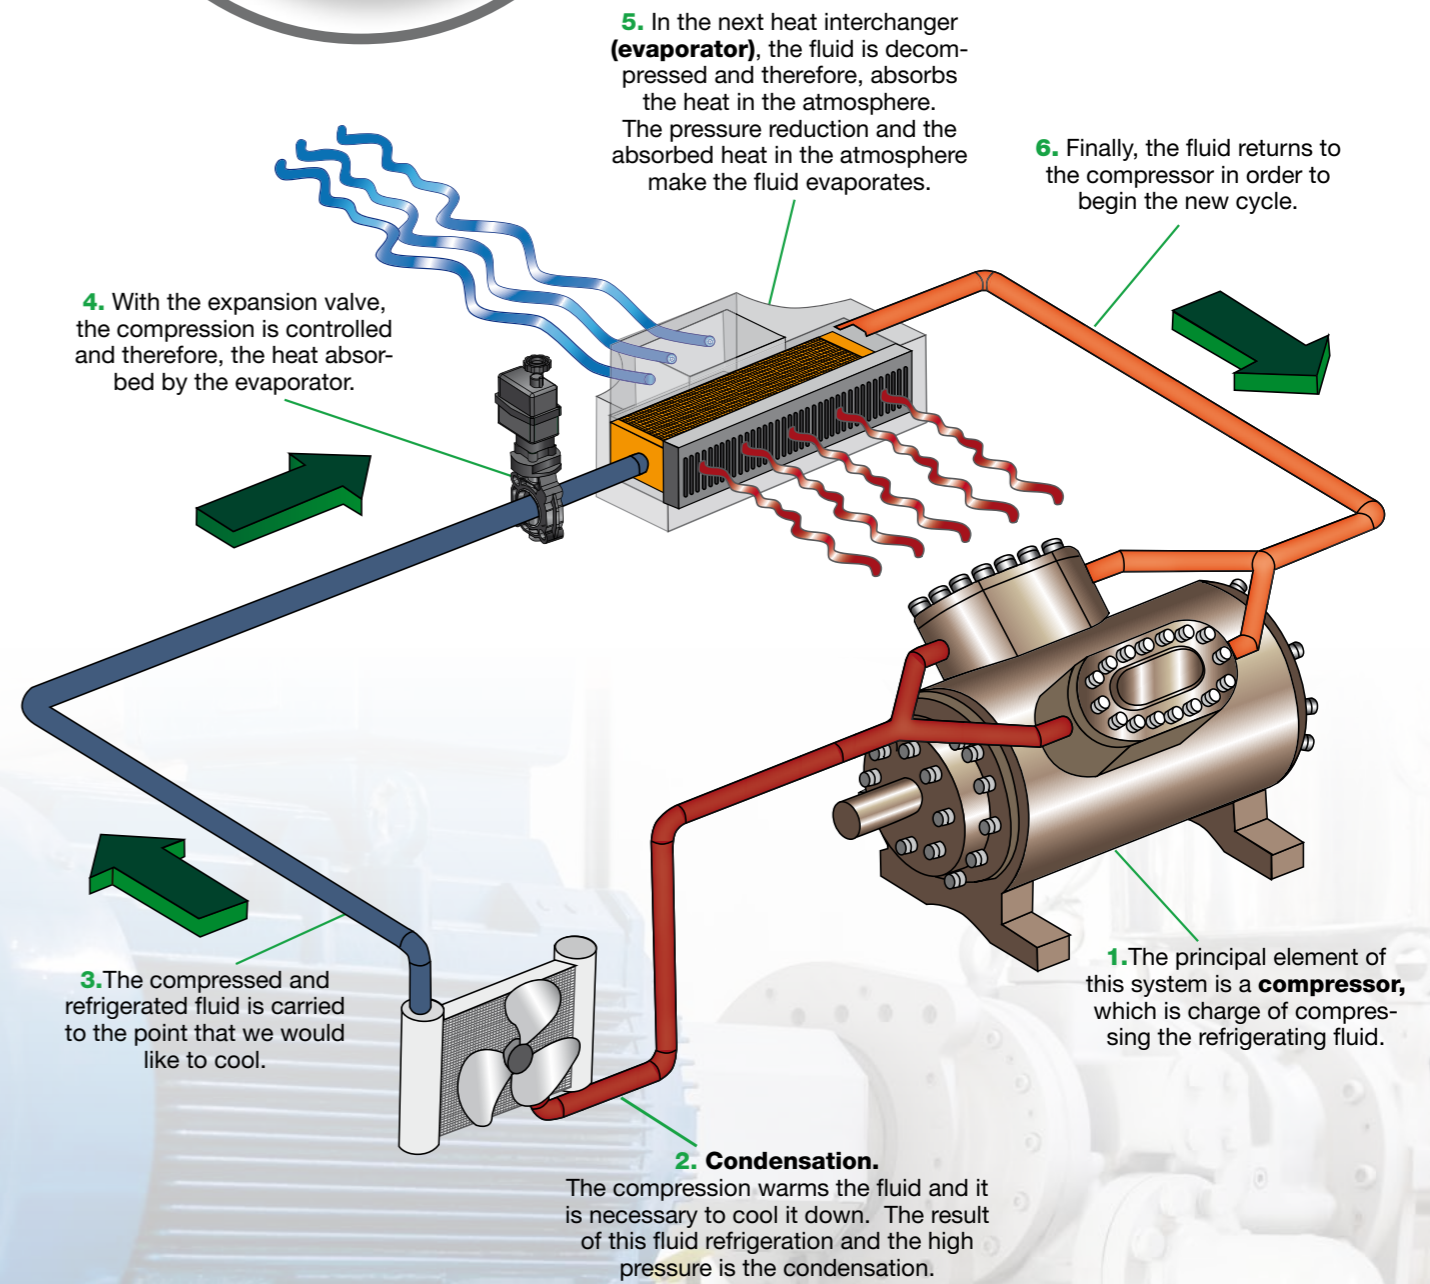 5. In the next heat interchanger
(evaporator), the fluid is decom-
pressed and therefore, absorbs
the heat in the atmosphere.
The pressure reduction and the
absorbed heat in the atmosphere
make the fluid evaporates.
6. Finally, the fluid returns to
the compressor in order to
begin the new cycle.
4. With the expansion valve,
the compression is controlled
and therefore, the heat absor-
bed by the evaporator.
3.The compressed and
refrigerated fluid is carried
to the point that we would
like to cool.
1.The principal element of
this system is a compressor,
which is charge of compres-
sing the refrigerating fluid.
2. Condensation.
The compression warms the fluid and it
is necessary to cool it down. The result
of this fluid refrigeration and the high
pressure is the condensation.